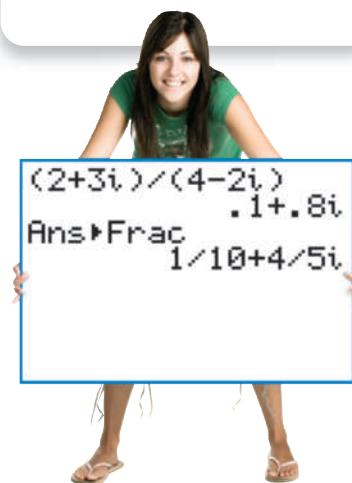 (2+3i)/(4-2i)
.1+.8i
Ans▸Frac
1/10+4/5i